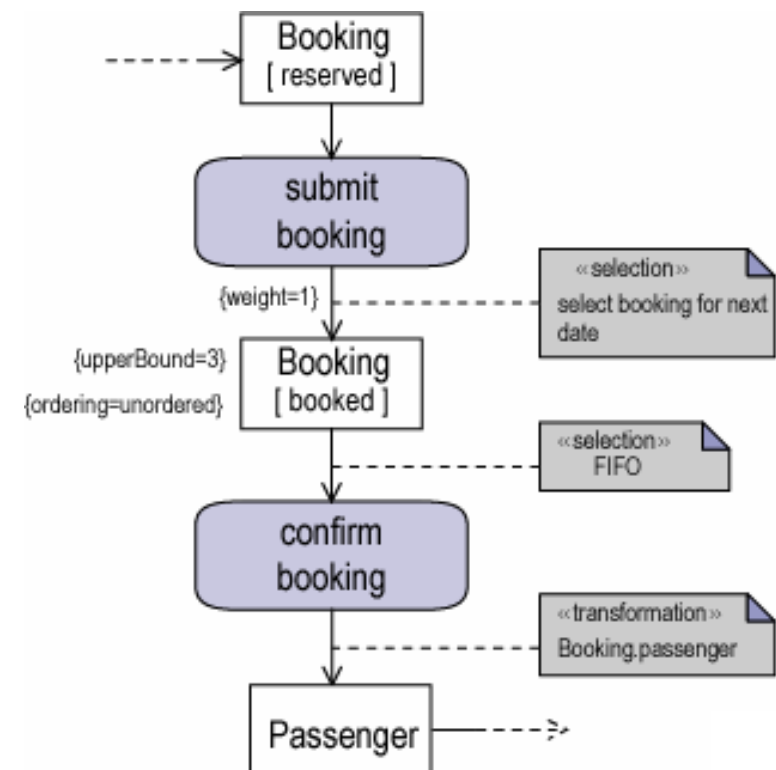 Booking
[ reserved ]
submit
booking
«selection»
select booking for next
date
{weight=1}
{upperBound=3}
{ordering=unordered}
Booking
[ booked ]
«selection»
FIFO
confirm
booking
«transformation»
Booking.passenger
Passenger